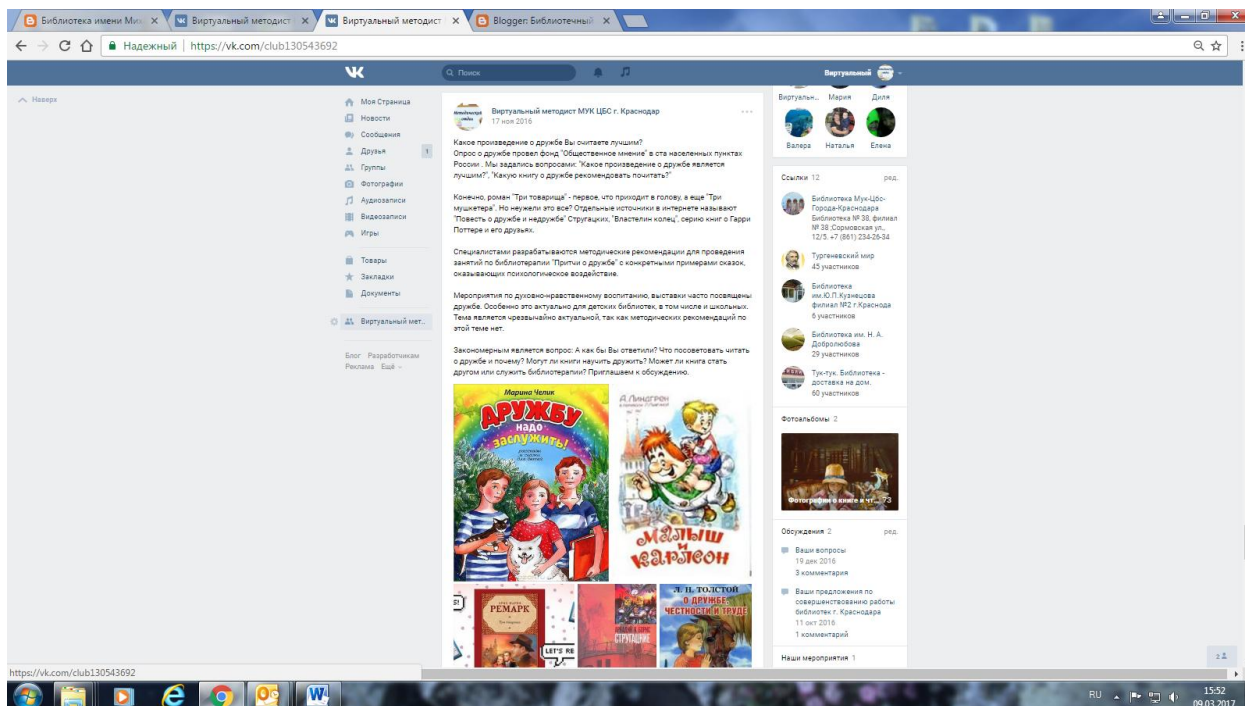 Библиотека имени Мих
Виртуальный методист
Виртуальный методист
Blogger: Библиотечный
Надежный
https://vk.com/club130543692
Поиск
Виртуальный
Наверх
Моя Страница
Новости
Сообщения
Друзья 1
Группы
Фотографии
Аудиозаписи
Видеозаписи
Игры
Товары
Закладки
Документы
Виртуальный мет..
Блог Разработчикам
Реклама Ещё
Виртуальный методист МУК ЦБС г. Краснодар
17 ноя 2016
Какое произведение о дружбе Вы считаете лучшим?
Опрос о дружбе провел фонд "Общественное мнение" в ста населенных пунктах
России . Мы задались вопросами: "Какое произведение о дружбе является
лучшим?", "Какую книгу о дружбе рекомендовать почитать?"
Конечно, роман "Три товарища" - первое, что приходит в голову, а еще "Три
мушкетера". Но неужели это все? Отдельные источники в интернете называют
"Повесть о дружбе и недружбе" Стругацких, "Властелин колец", серию книг о Гарри
Поттере и его друзьях.
Специалистами разрабатываются методические рекомендации для проведения
занятий по библиотерапии "Притчи о дружбе" с конкретными примерами сказок,
оказывающих психологическое воздействие.
Мероприятия по духовно-нравственному воспитанию, выставки часто посвящены
дружбе. Особенно это актуально для детских библиотек, в том числе и школьных.
Тема является чрезвычайно актуальной, так как методических рекомендаций по
этой теме нет.
Закономерным является вопрос: А как бы Вы ответили? Что посоветовать читать
о дружбе и почему? Могут ли книги научить дружить? Может ли книга стать
другом или служить библиотерапии? Приглашаем к обсуждению.
Марина Челик
ДРУЖБУ
надо
заслужить!
А.Линдгрен
МАЛЫШ
и
КАРЛСОН
S!
РЕМАРК
LET'S RE
СТРУГАЦКИЕ
Л. Н. ТОЛСТОЙ
О ДРУЖБЕ,
ЧЕСТНОСТИ И ТРУДЕ
Виртуальн... Мария Диля
Валера Наталья Елена
Ссылки 12 ред.
Библиотека Мук-Цбс-
Города-Краснодара
Библиотека № 38, филиал
№ 38 ,Сормовская ул.,
12/5. +7 (861) 234-26-34
Тургеневский мир
45 участников
Библиотека
им.Ю.П.Кузнецова
филиал №2 г.Краснода
6 участников
Библиотека им. Н. А.
Добролюбова
29 участников
Тук-тук. Библиотека -
доставка на дом.
60 участников
Фотоальбомы 2
Фотографии о книге и чт... 73
Обсуждения 2 ред.
Ваши вопросы
19 дек 2016
3 комментария
Ваши предложения по
совершенствованию работы
библиотек г. Краснодара
11 окт 2016
1 комментарий
Наши мероприятия 1
2
https://vk.com/club130543692
RU
15:52
09.03.2017